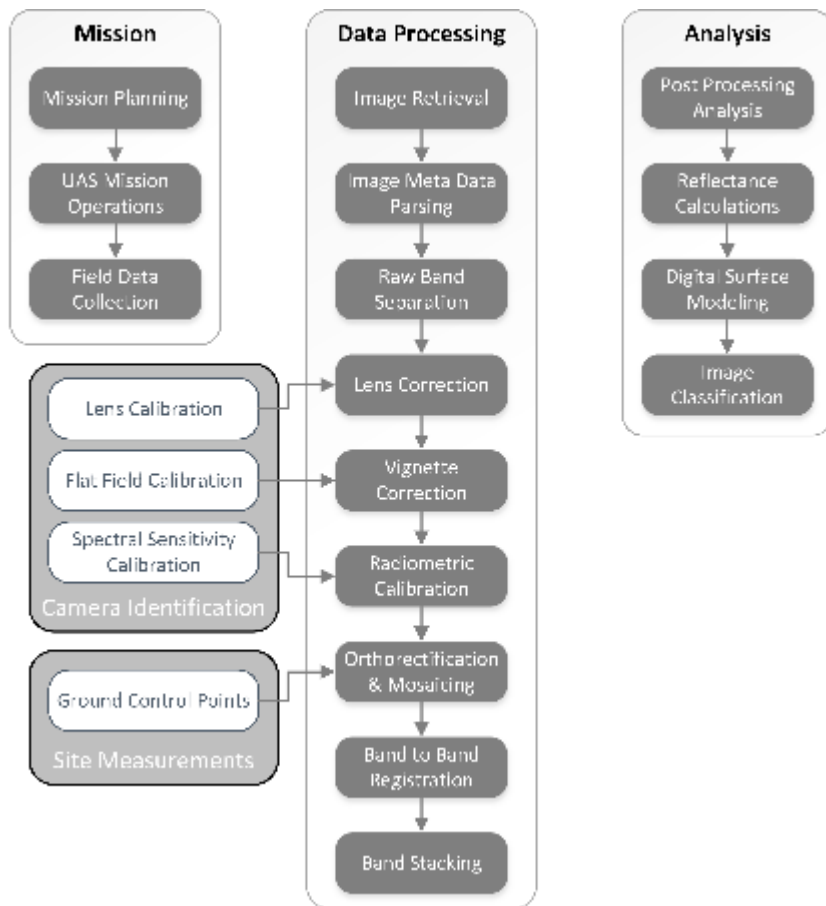 Mission
Mission Planning
UAS Mission
Operations
Field Data
Collection
Data Processing
Image Retrieval
Image Meta Data
Parsing
Raw Band
Separation
Lens Correction
Vignette
Correction
Radiometric
Calibration
Orthorectification
& Mosaicing
Band to Band
Registration
Band Stacking
Lens Calibration
Flat Field Calibration
Spectral Sensitivity
Calibration
Camera Identification
Ground Control Points
Site Measurements
Analysis
Post Processing
Analysis
Reflectance
Calculations
Digital Surface
Modeling
Image
Classification